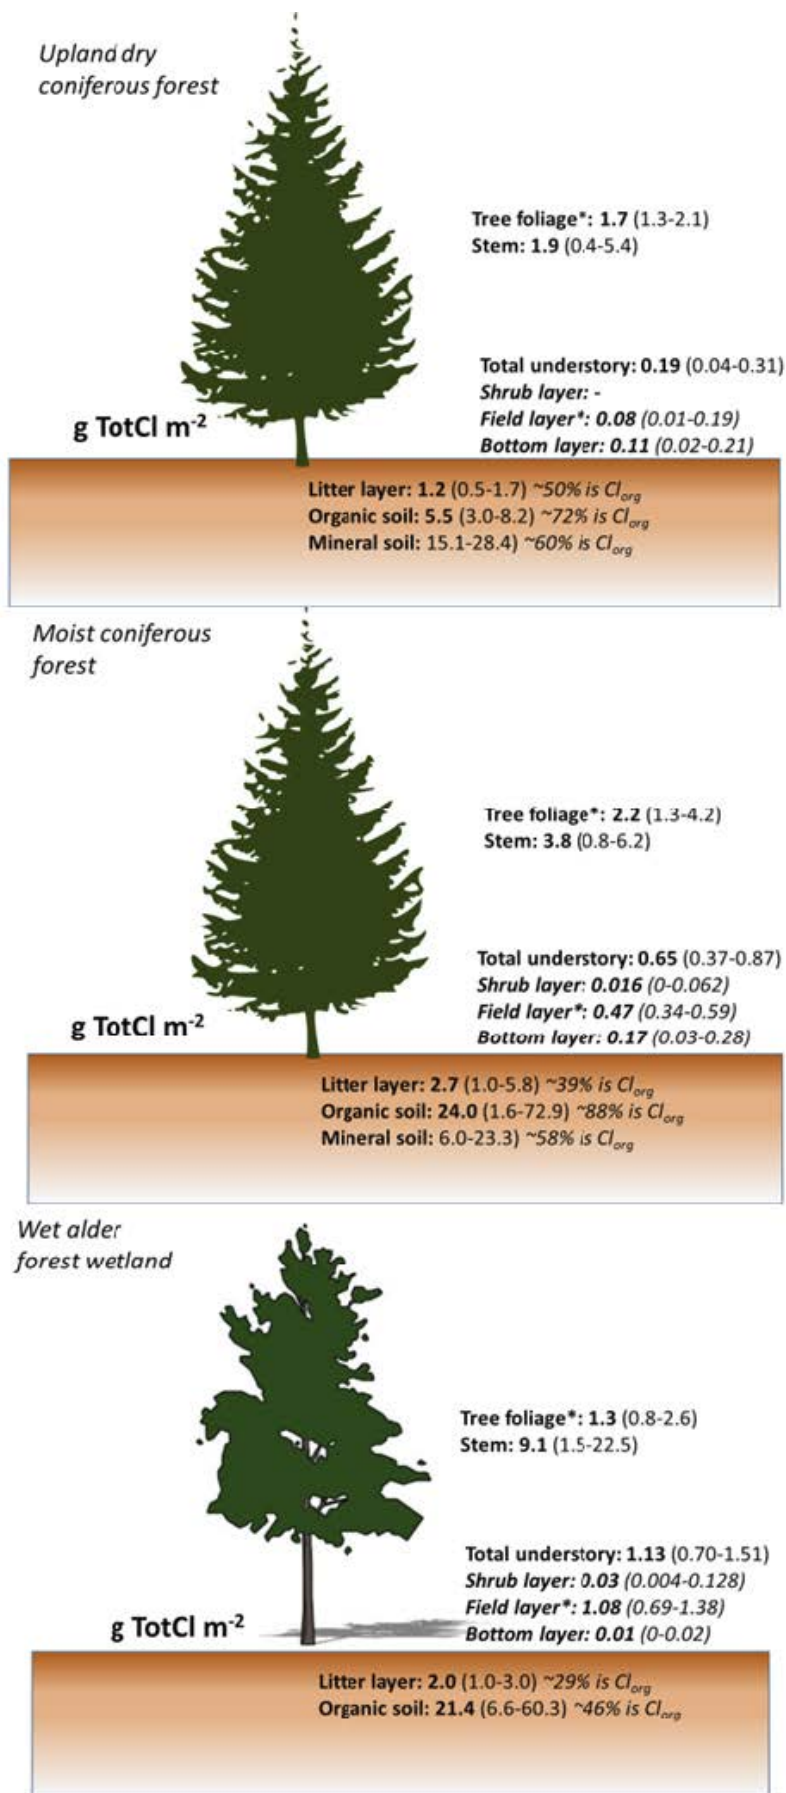 Upland dry
coniferous forest
Tree foliage*: 1.7 (1.3-2.1)
Stem: 1.9 (0.4-5.4)
Total understory: 0.19 (0.04-0.31)
Shrub layer: -
Field layer*: 0.08 (0.01-0.19)
Bottom layer: 0.11 (0.02-0.21)
g TotCl m-2
Litter layer: 1.2 (0.5-1.7) ~50% is Clorg
Organic soil: 5.5 (3.0-8.2) ~72% is Clorg
Mineral soil: 15.1-28.4) ~60% is Clorg
Moist coniferous
forest
Tree foliage*: 2.2 (1.3-4.2)
Stem: 3.8 (0.8-6.2)
Total understory: 0.65 (0.37-0.87)
Shrub layer: 0.016 (0-0.062)
Field layer*: 0.47 (0.34-0.59)
Bottom layer: 0.17 (0.03-0.28)
g TotCl m-2
Litter layer: 2.7 (1.0-5.8) ~39% is Clorg
Organic soil: 24.0 (1.6-72.9) ~88% is Clorg
Mineral soil: 6.0-23.3) ~58% is Clorg
Wet alder
forest wetland
Tree foliage*: 1.3 (0.8-2.6)
Stem: 9.1 (1.5-22.5)
Total understory: 1.13 (0.70-1.51)
Shrub layer: 0.03 (0.004-0.128)
Field layer*: 1.08 (0.69-1.38)
Bottom layer: 0.01 (0-0.02)
g TotCl m-2
Litter layer: 2.0 (1.0-3.0) ~29% is Clorg
Organic soil: 21.4 (6.6-60.3) ~46% is Clorg